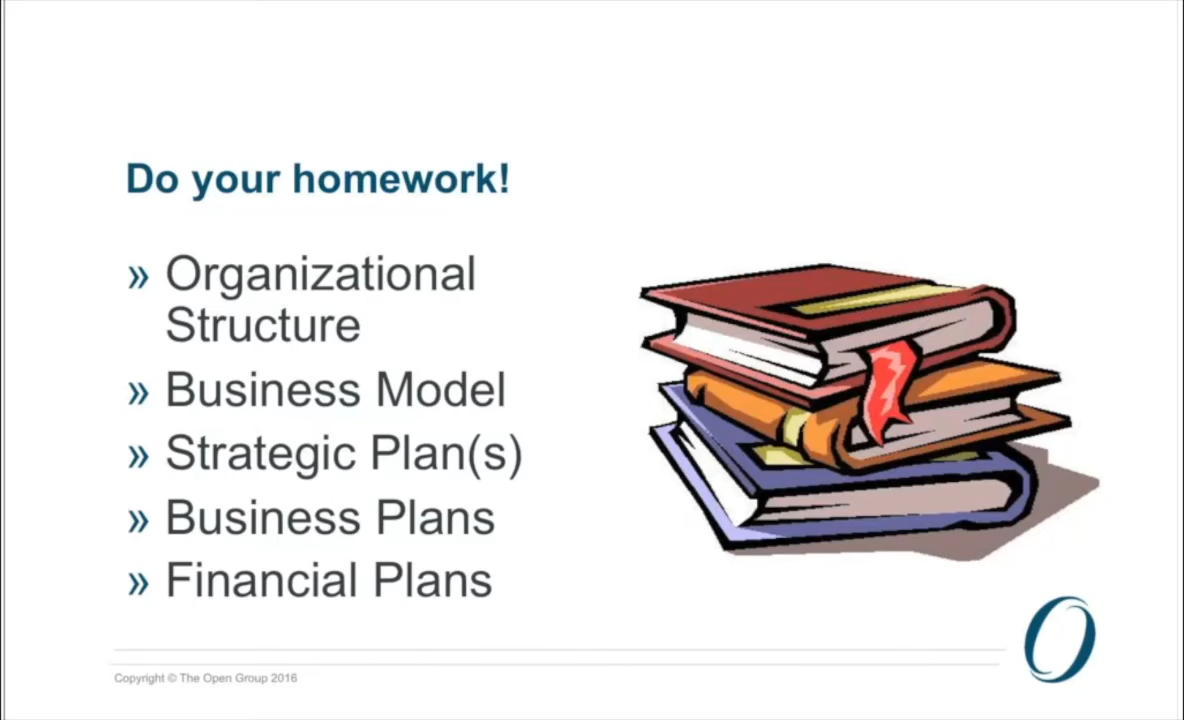 Do your homework!
» Organizational
Structure
» Business Model
» Strategic Plan(s)
» Business Plans
» Financial Plans
Copyright © The Open Group 2016